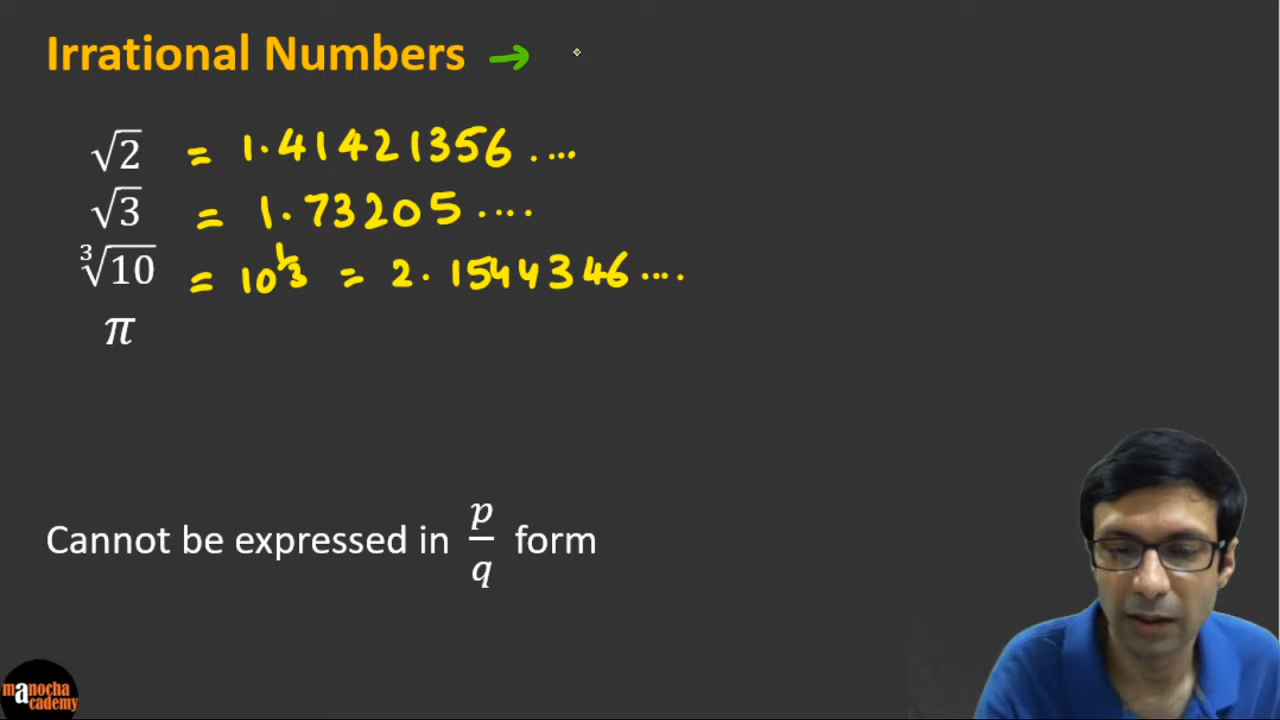 Irrational Numbers →
√2 = 1.41421356....
√3 = 1.73205....
∛10 = 10^1/3 = 2.1544346....
π
Cannot be expressed in p/q form
manocha
academy